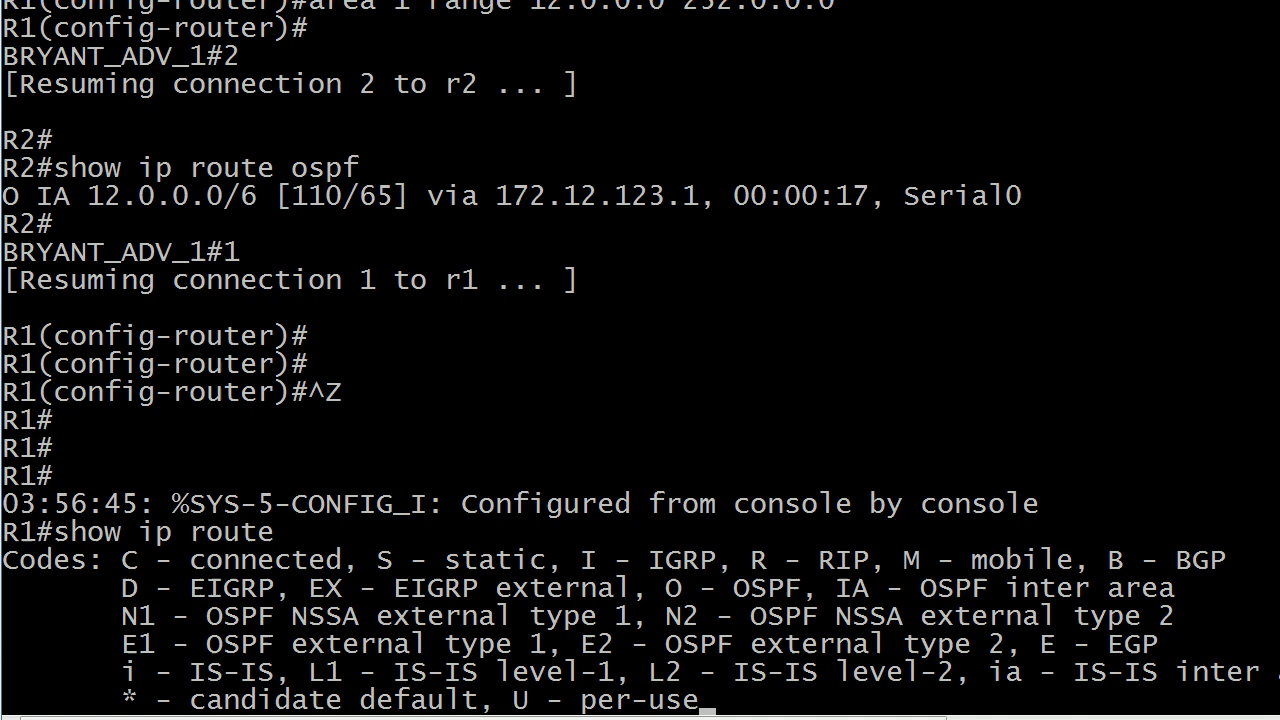 R1(config-router)#area 1 range 12.0.0.0 252.0.0.0
R1(config-router)#
BRYANT_ADV_1#2
[Resuming connection 2 to r2 ... ]
R2#
R2#show ip route ospf
O IA 12.0.0.0/6 [110/65] via 172.12.123.1, 00:00:17, Serial0
R2#
BRYANT_ADV_1#1
[Resuming connection 1 to r1 ... ]
R1(config-router)#
R1(config-router)#
R1(config-router)#^Z
R1#
R1#
R1#
03:56:45: %SYS-5-CONFIG_I: Configured from console by console
R1#show ip route
Codes: C - connected, S - static, I - IGRP, R - RIP, M - mobile, B - BGP
D - EIGRP, EX - EIGRP external, O - OSPF, IA - OSPF inter area
N1 - OSPF NSSA external type 1, N2 - OSPF NSSA external type 2
E1 - OSPF external type 1, E2 - OSPF external type 2, E - EGP
i - IS-IS, L1 - IS-IS level-1, L2 - IS-IS level-2, ia - IS-IS inter
* - candidate default, U - per-use